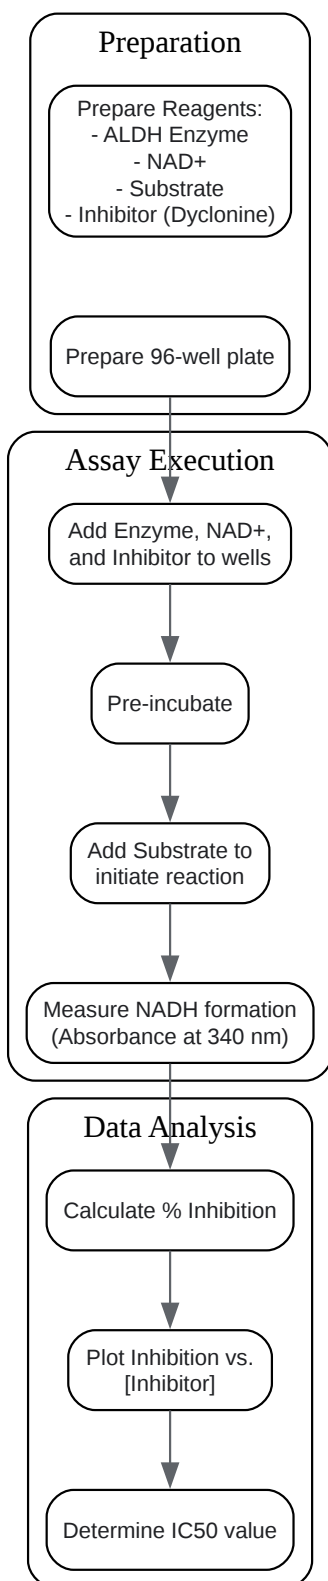 Preparation
Prepare Reagents:
- ALDH Enzyme
- NAD+
- Substrate
- Inhibitor (Dyclonine)
Prepare 96-well plate
Assay Execution
Add Enzyme, NAD+,
and Inhibitor to wells
Pre-incubate
Add Substrate to
initiate reaction
Measure NADH formation
(Absorbance at 340 nm)
Data Analysis
Calculate % Inhibition
Plot Inhibition vs.
[Inhibitor]
Determine IC50 value